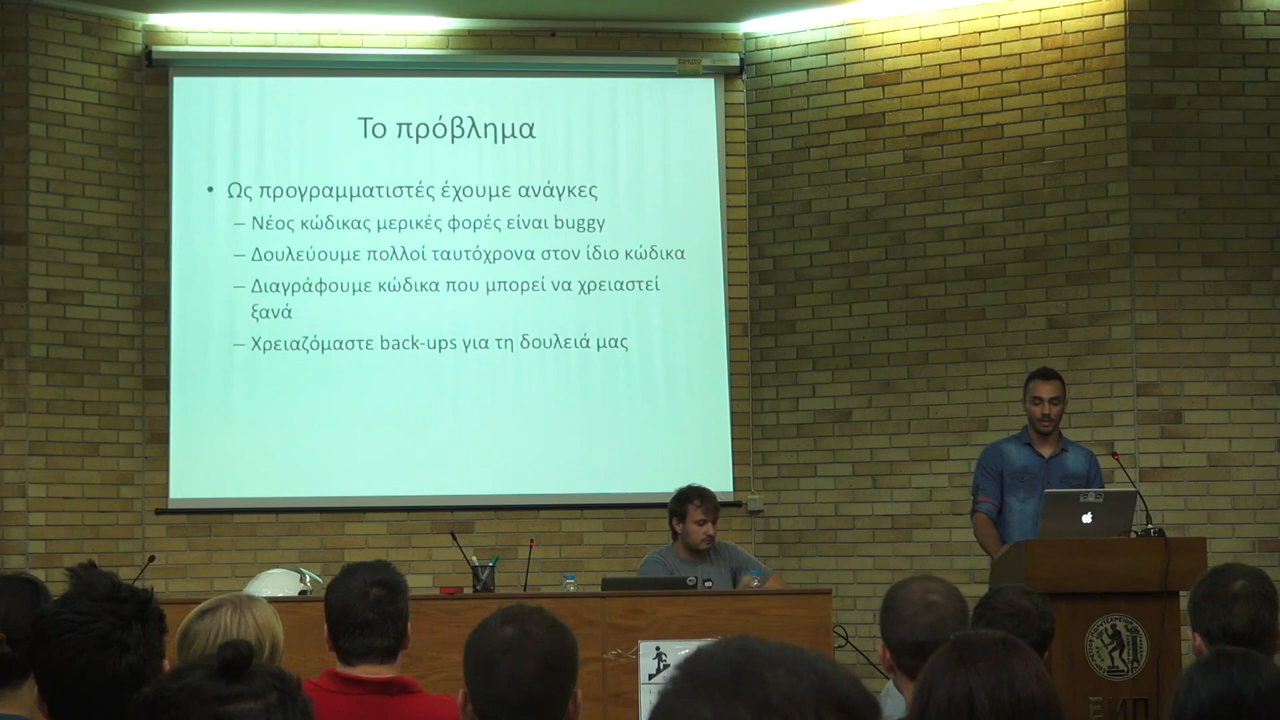 Το πρόβλημα
• Ως προγραμματιστές έχουμε ανάγκες
– Νέος κώδικας μερικές φορές είναι buggy
– Δουλεύουμε πολλοί ταυτόχρονα στον ίδιο κώδικα
– Διαγράφουμε κώδικα που μπορεί να χρειαστεί
ξανά
– Χρειαζόμαστε back-ups για τη δουλειά μας
ΕΜΠ